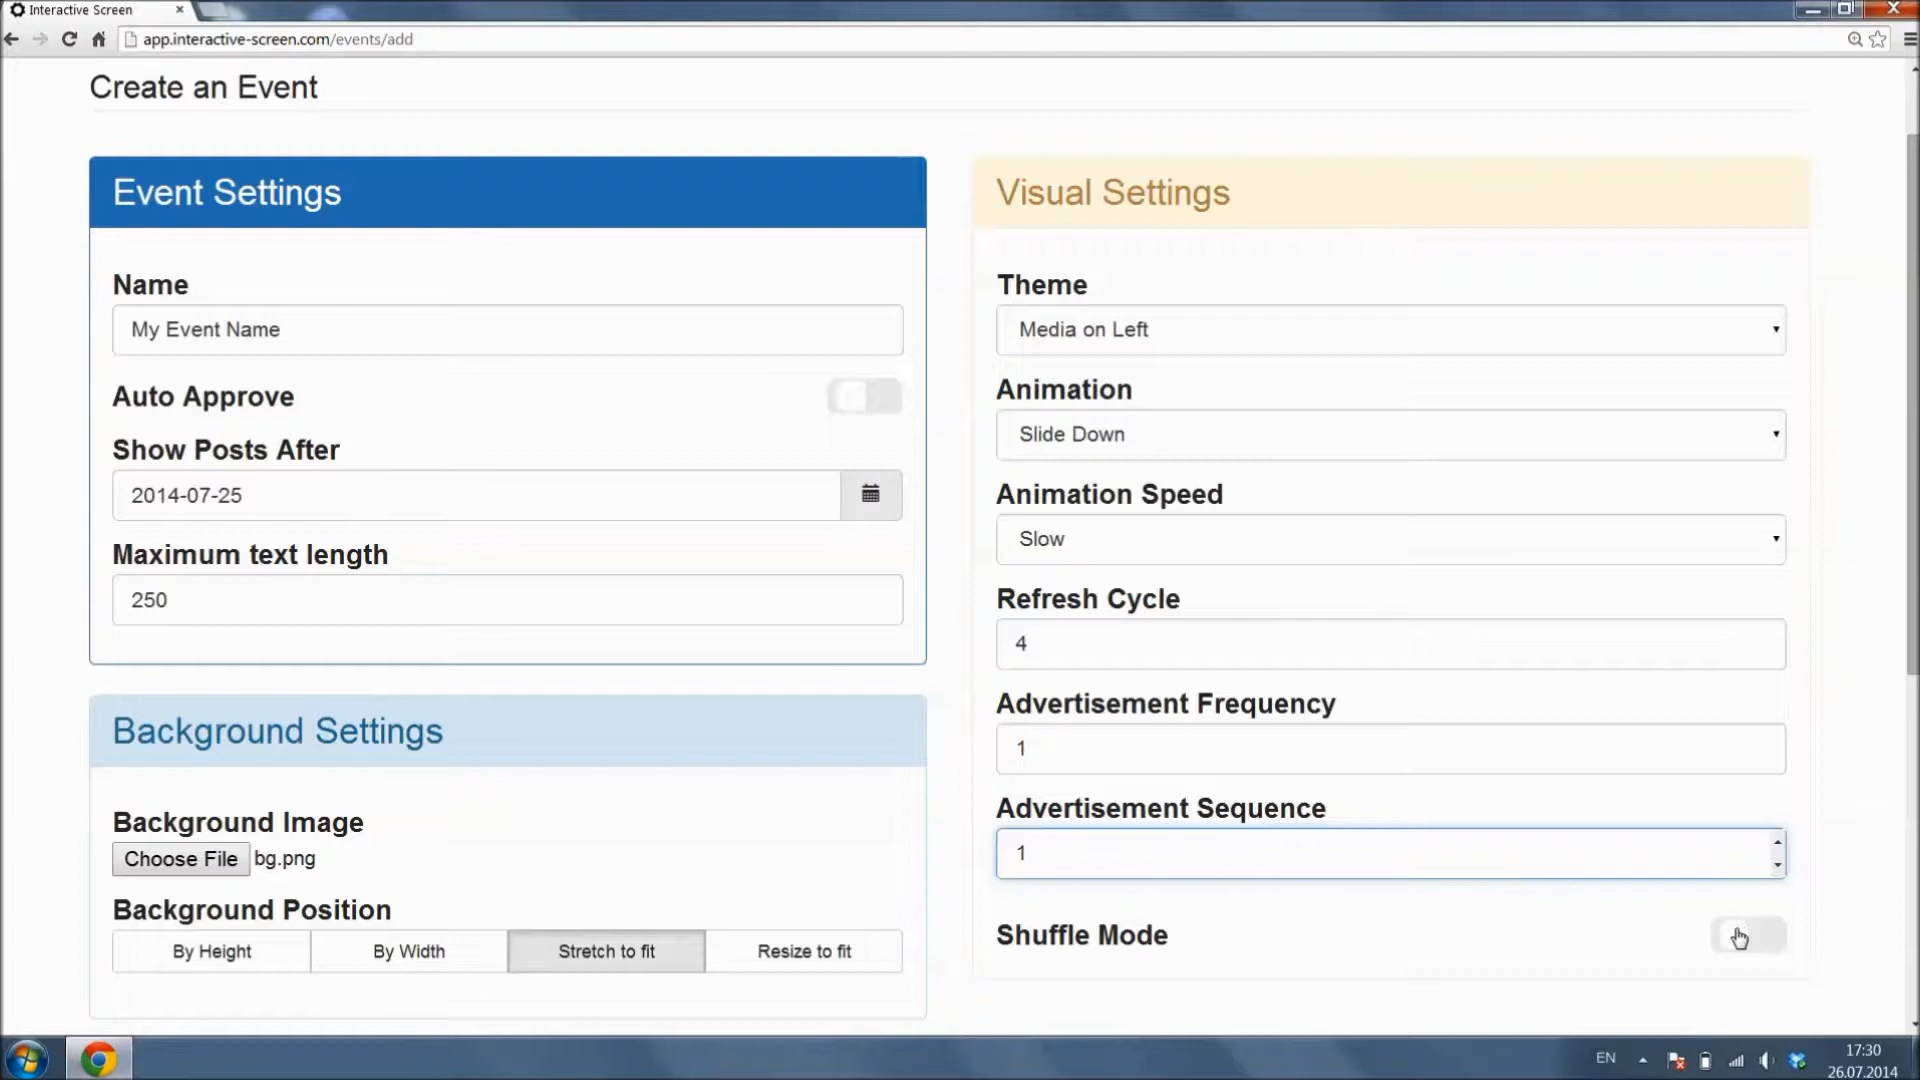 Interactive Screen
app.interactive-screen.com/events/add
Create an Event
Event Settings
Name
My Event Name
Auto Approve
Show Posts After
2014-07-25
Maximum text length
250
Background Settings
Background Image
Choose File bg.png
Background Position
By Height By Width Stretch to fit Resize to fit
Visual Settings
Theme
Media on Left
Animation
Slide Down
Animation Speed
Slow
Refresh Cycle
4
Advertisement Frequency
1
Advertisement Sequence
1
Shuffle Mode
EN
17:30
26.07.2014